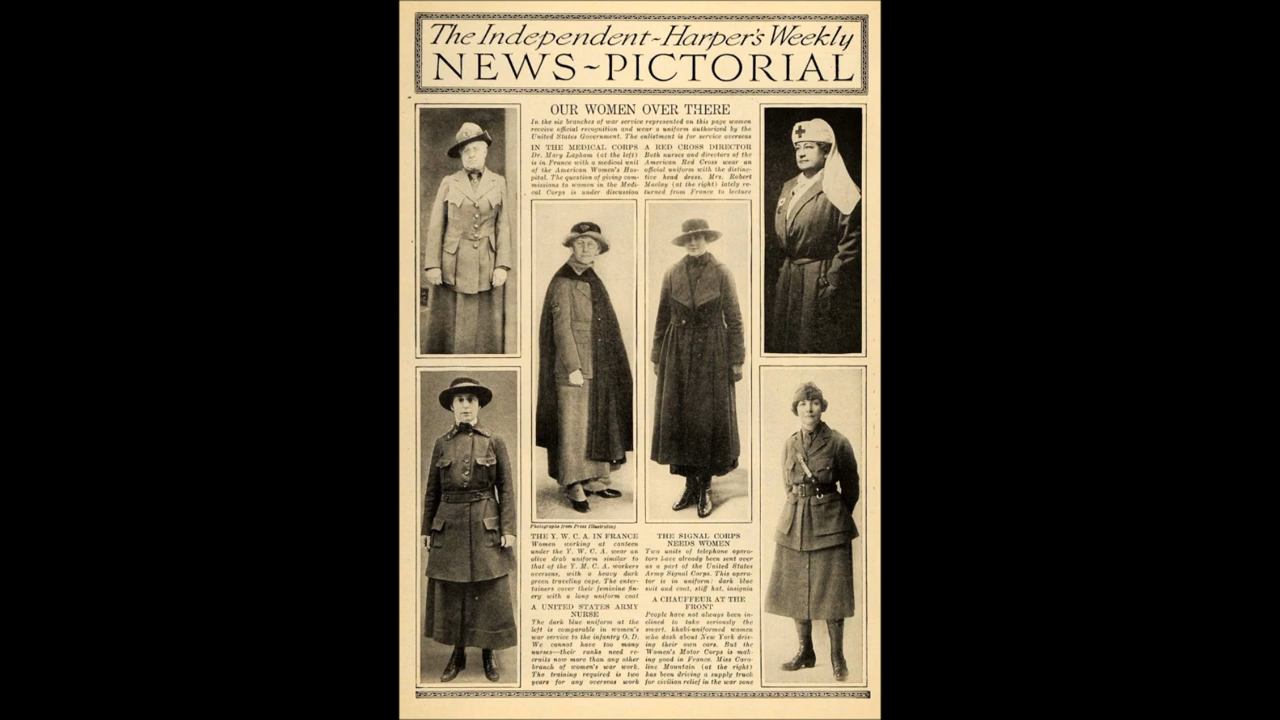 The Independent-Harper's Weekly
NEWS~PICTORIAL
OUR WOMEN OVER THERE
In the six branches of war service represented on this page women
receive official recognition and wear a uniform authorized by the
United States Government. The enlistment is for service overseas
IN THE MEDICAL CORPS
Dr. Mary Lapham (at the left)
is in France with a medical unit
of the American Women's Hos-
pital. The question of giving com-
missions to women in the Medi-
cal Corps is under discussion
A RED CROSS DIRECTOR
Both nurses and directors of the
American Red Cross wear an
official uniform with the distinc-
tive head dress. Mrs. Robert
Maclay (at the right) lately re-
turned from France to lecture
Photographs from Press Illustrating
THE Y. W. C. A. IN FRANCE
Women working at canteen
under the Y. W. C. A. wear an
olive drab uniform similar to
that of the Y. M. C. A. workers
overseas, with a heavy dark
green traveling cape. The enter-
tainers cover their feminine fin-
ery with a long uniform coat
A UNITED STATES ARMY
NURSE
The dark blue uniform at the
left is comparable in women's
war service to the infantry O. D.
We cannot have too many
nurses—their ranks need re-
cruits now more than any other
branch of women's war work.
The training required is two
years for any overseas work
THE SIGNAL CORPS
NEEDS WOMEN
Two units of telephone opera-
tors have already been sent over
as a part of the United States
Army Signal Corps. This opera-
tor is in uniform: dark blue
suit and coat, stiff hat, insignia
A CHAUFFEUR AT THE
FRONT
People have not always been in-
clined to take seriously the
smart, khaki-uniformed women
who dash about New York driv-
ing their own cars. But the
Women's Motor Corps is mak-
ing good in France. Miss Caro-
line Mountain (at the right)
has been driving a supply truck
for civilian relief in the war zone